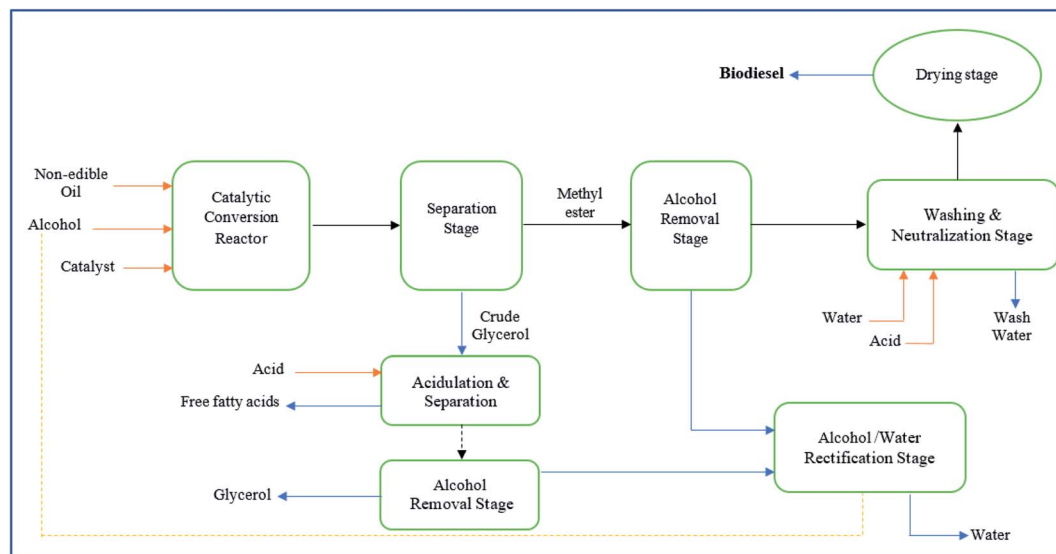 Biodiesel
Drying stage
Non-edible
Oil
Alcohol
Catalyst
Catalytic
Conversion
Reactor
Separation
Stage
Methyl
ester
Alcohol
Removal
Stage
Washing &
Neutralization Stage
Water
Acid
Wash
Water
Crude
Glycerol
Acid
Free fatty acids
Acidulation &
Separation
Alcohol /Water
Rectification Stage
Glycerol
Alcohol
Removal Stage
Water